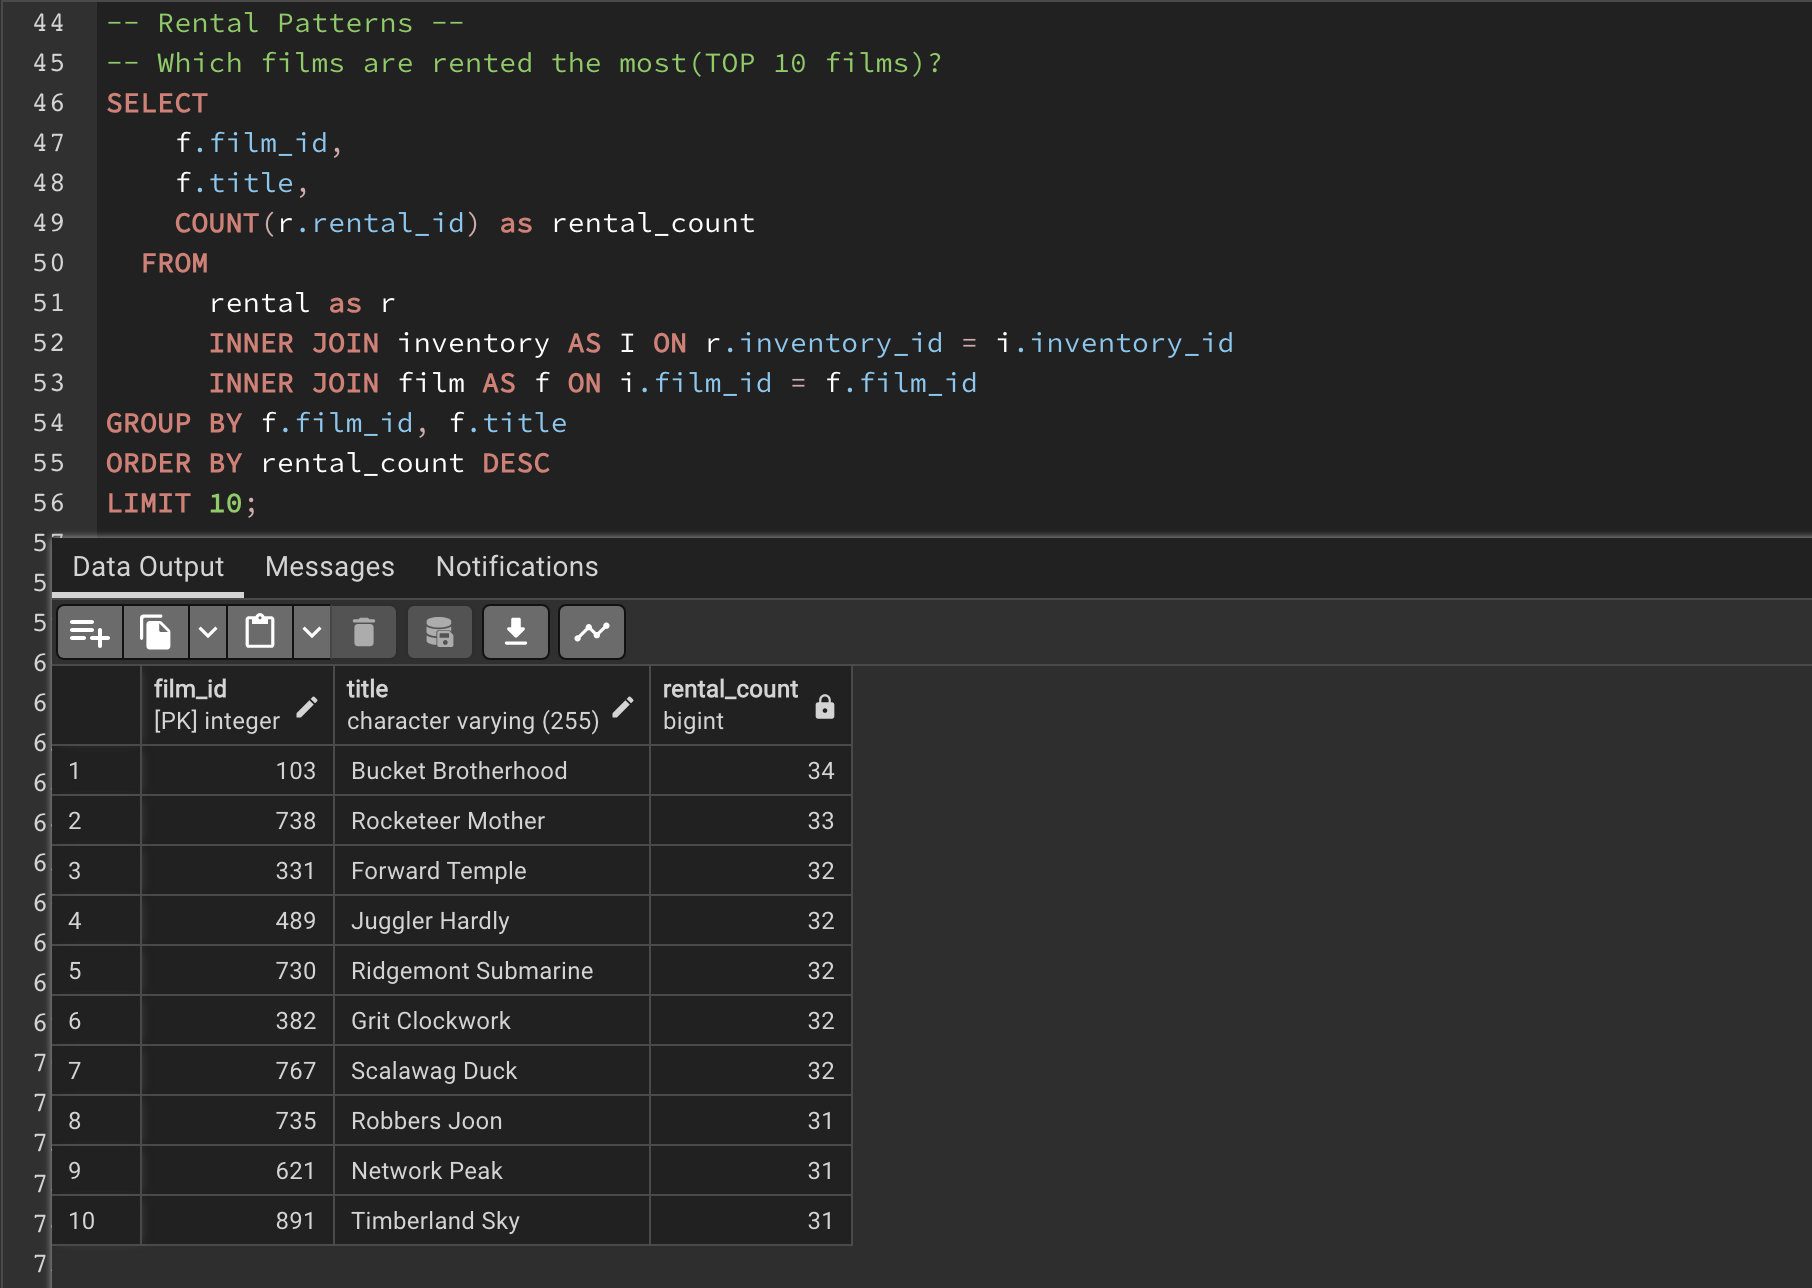 44 -- Rental Patterns --
45 -- Which films are rented the most(TOP 10 films)?
46 SELECT
47 f.film_id,
48 f.title,
49 COUNT(r.rental_id) as rental_count
50 FROM
51 rental as r
52 INNER JOIN inventory AS I ON r.inventory_id = i.inventory_id
53 INNER JOIN film AS f ON i.film_id = f.film_id
54 GROUP BY f.film_id, f.title
55 ORDER BY rental_count DESC
56 LIMIT 10;
Data Output Messages Notifications
film_id title rental_count
[PK] integer character varying (255) bigint
1 103 Bucket Brotherhood 34
2 738 Rocketeer Mother 33
3 331 Forward Temple 32
4 489 Juggler Hardly 32
5 730 Ridgemont Submarine 32
6 382 Grit Clockwork 32
7 767 Scalawag Duck 32
8 735 Robbers Joon 31
9 621 Network Peak 31
10 891 Timberland Sky 31